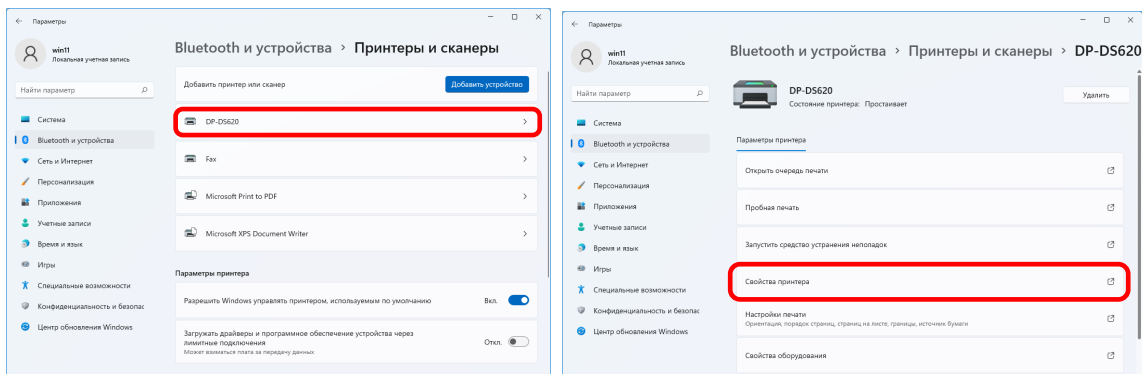 Параметры
win11
Локальная учетная запись
Найти параметр
Система
Bluetooth и устройства
Сеть и Интернет
Персонализация
Приложения
Учетные записи
Время и язык
Игры
Специальные возможности
Конфиденциальность и безопас
Центр обновления Windows
Bluetooth и устройства > Принтеры и сканеры
Добавить принтер или сканер
Добавить устройство
DP-DS620
Fax
Microsoft Print to PDF
Microsoft XPS Document Writer
Параметры принтера
Разрешить Windows управлять принтером, используемым по умолчанию
Вкл.
Загружать драйверы и программное обеспечение устройства через
лимитные подключения
Может взиматься плата за передачу данных
Откл.
Параметры
win11
Локальная учетная запись
Найти параметр
Система
Bluetooth и устройства
Сеть и Интернет
Персонализация
Приложения
Учетные записи
Время и язык
Игры
Специальные возможности
Конфиденциальность и безопас
Центр обновления Windows
Bluetooth и устройства > Принтеры и сканеры > DP-DS620
DP-DS620
Состояние принтера: Простаивает
Удалить
Параметры принтера
Открыть очередь печати
Пробная печать
Запустить средство устранения неполадок
Свойства принтера
Настройки печати
Ориентация, порядок страниц, страниц на листе, границы, источник бумаги
Свойства оборудования